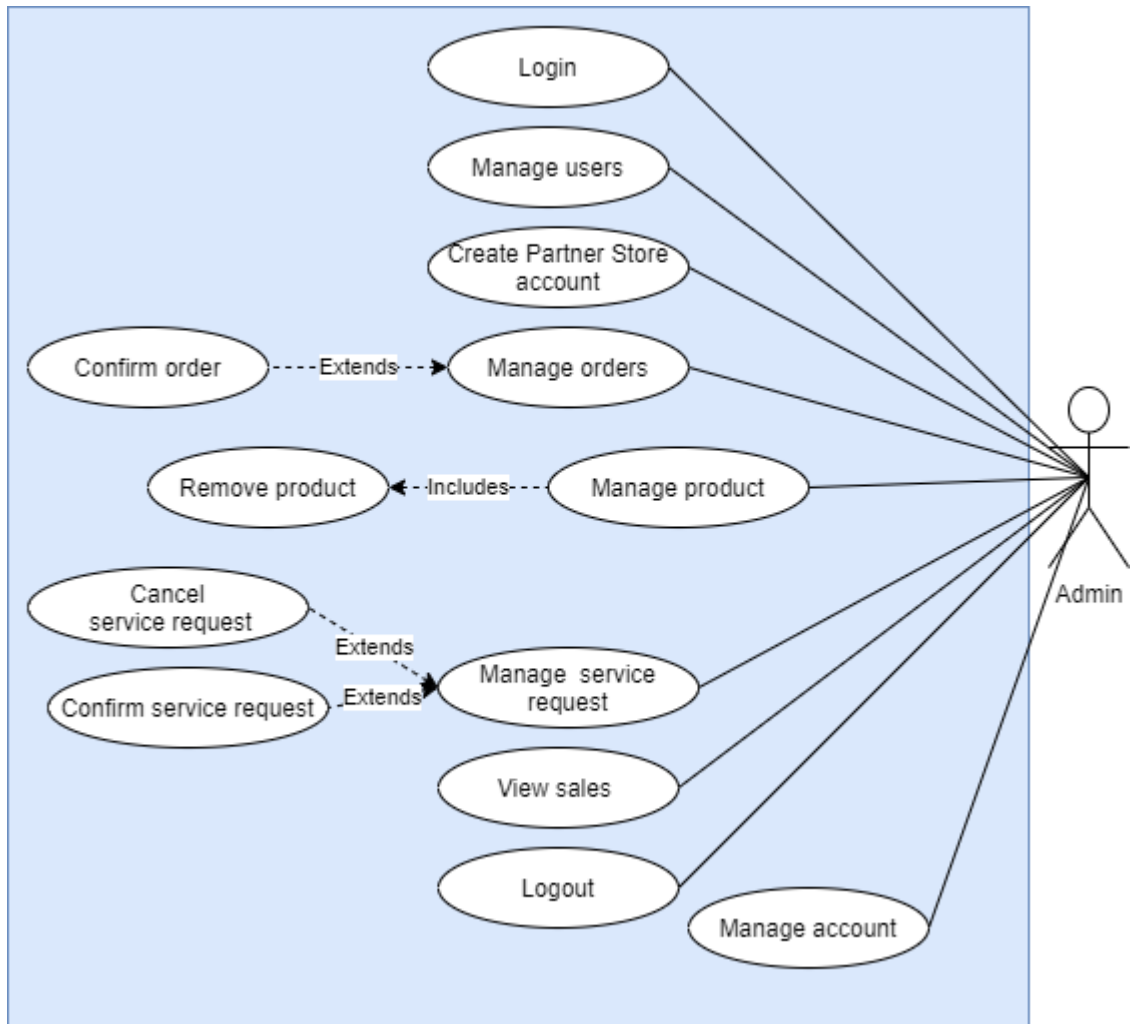 Login
Manage users
Create Partner Store
account
Confirm order
Extends
Manage orders
Remove product
Includes
Manage product
Admin
Cancel
service request
Extends
Manage service
request
Confirm service request
Extends
View sales
Logout
Manage account